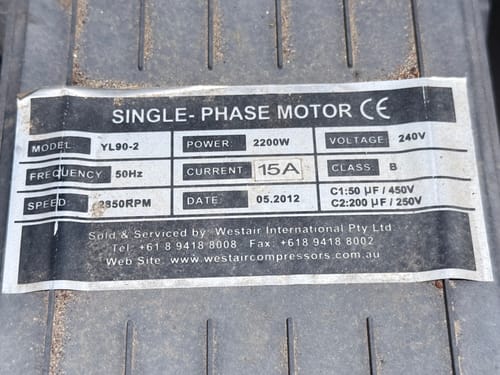 SINGLE- PHASE MOTOR CE
MODEL: YL90-2 POWER: 2200W VOLTAGE: 240V
FREQUENCY: 50Hz CURRENT: 15A CLASS: B
SPEED: 2850RPM DATE: 05.2012 C1:50 µF / 450V
C2:200 µF / 250V
Sold & Serviced by: Westair International Pty Ltd.
Tel: +61 8 9418 8008 Fax: +618 9418 8002
Web Site: www.westaircompressors.com.au